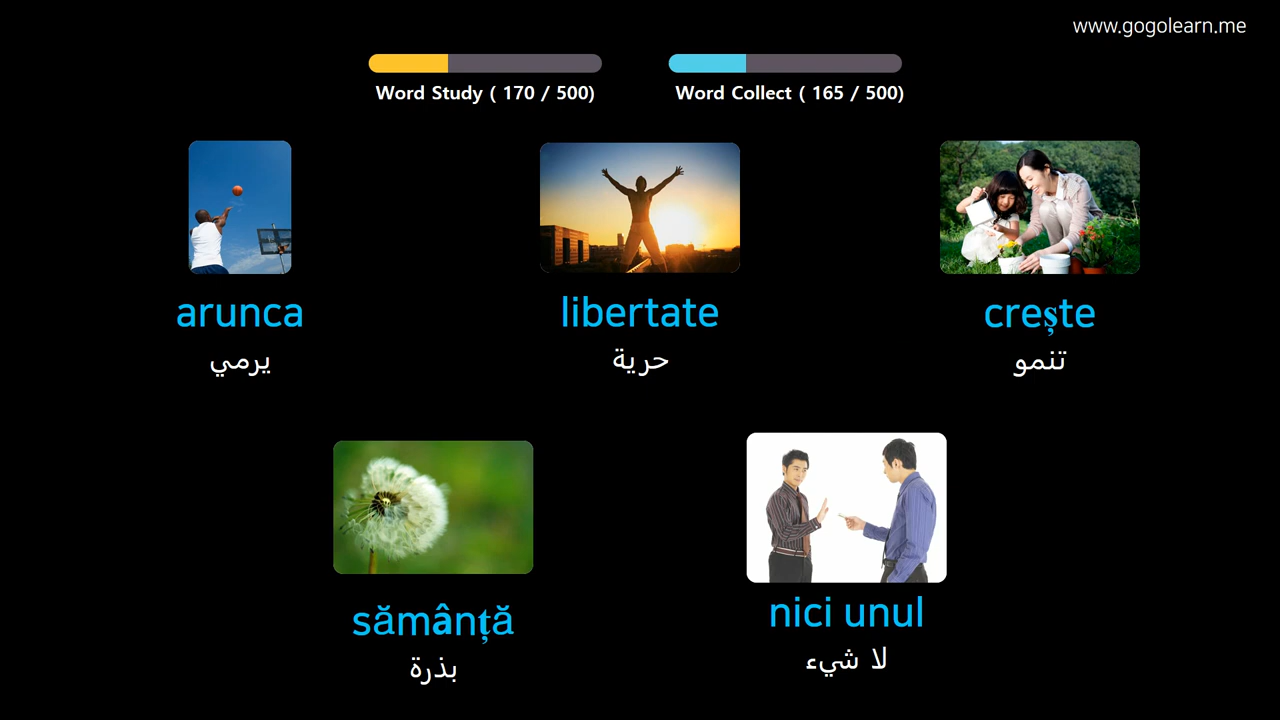 www.gogolearn.me
Word Study ( 170 / 500)
Word Collect ( 165 / 500)
arunca
يرمي
libertate
حرية
crește
تنمو
sămânță
بذرة
nici unul
لا شيء